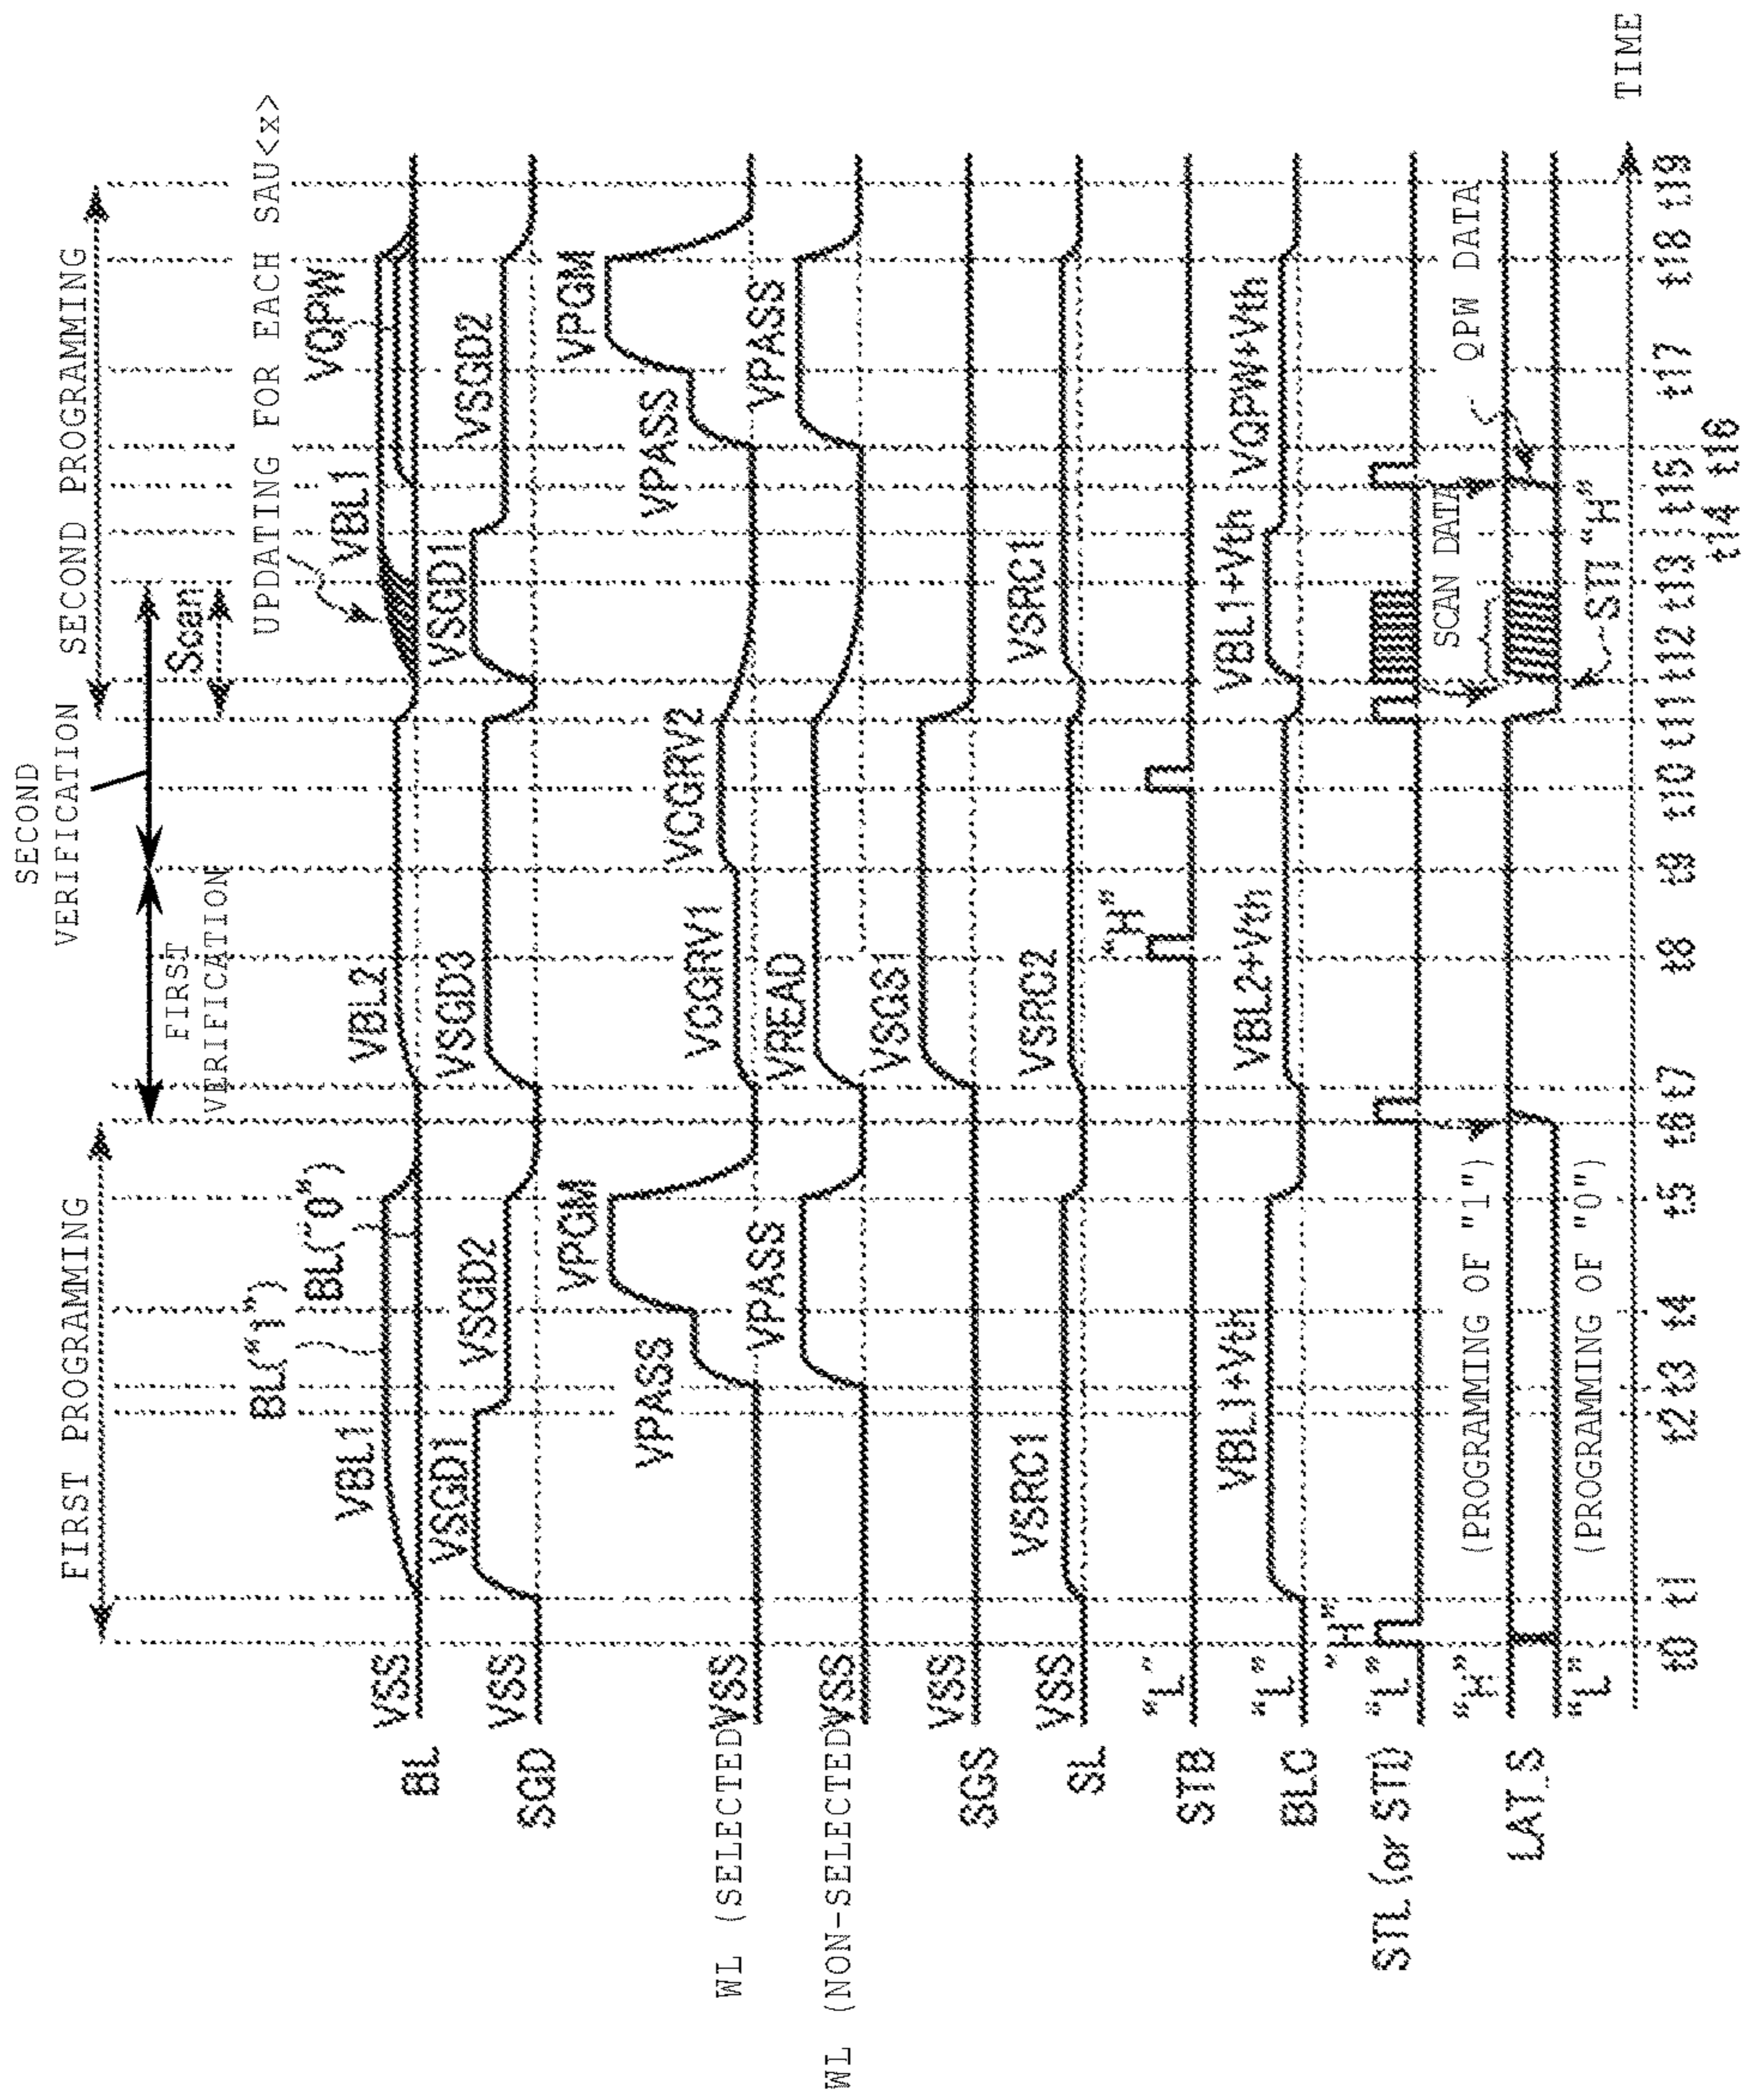 FIRST PROGRAMMING
SECOND PROGRAMMING
SECOND
VERIFICATION
FIRST
VERIFICATION
Scan
UPDATING FOR EACH SAU<x>
BL("1")
BL("0")
BL
VSS
VBL1
VBL2
VBL1
VQPW
SGD
VSS
VSGD1
VSGD2
VSGD3
VSGD1
VSGD2
WL (SELECTED
VSS
VPASS
VPGM
VCGRV1
VCGRV2
VPASS
VPGM
WL (NON-SELECTED
VSS
VPASS
VREAD
VPASS
SGS
VSS
VSGS1
SL
VSS
VSRC1
VSRC2
VSRC1
STB
"L"
"H"
BLC
"L"
VBL1+Vth
VBL2+Vth
VBL1+Vth
VQPW+Vth
STL (or STI)
"L"
"H"
SCAN DATA
QPW DATA
LAT_S
"H"
"L"
(PROGRAMMING OF "1")
(PROGRAMMING OF "0")
STI "H"
t0 t1 t2 t3 t4 t5 t6 t7 t8 t9 t10 t11 t12 t13 t15 t17 t18 t19
t14 t16
TIME